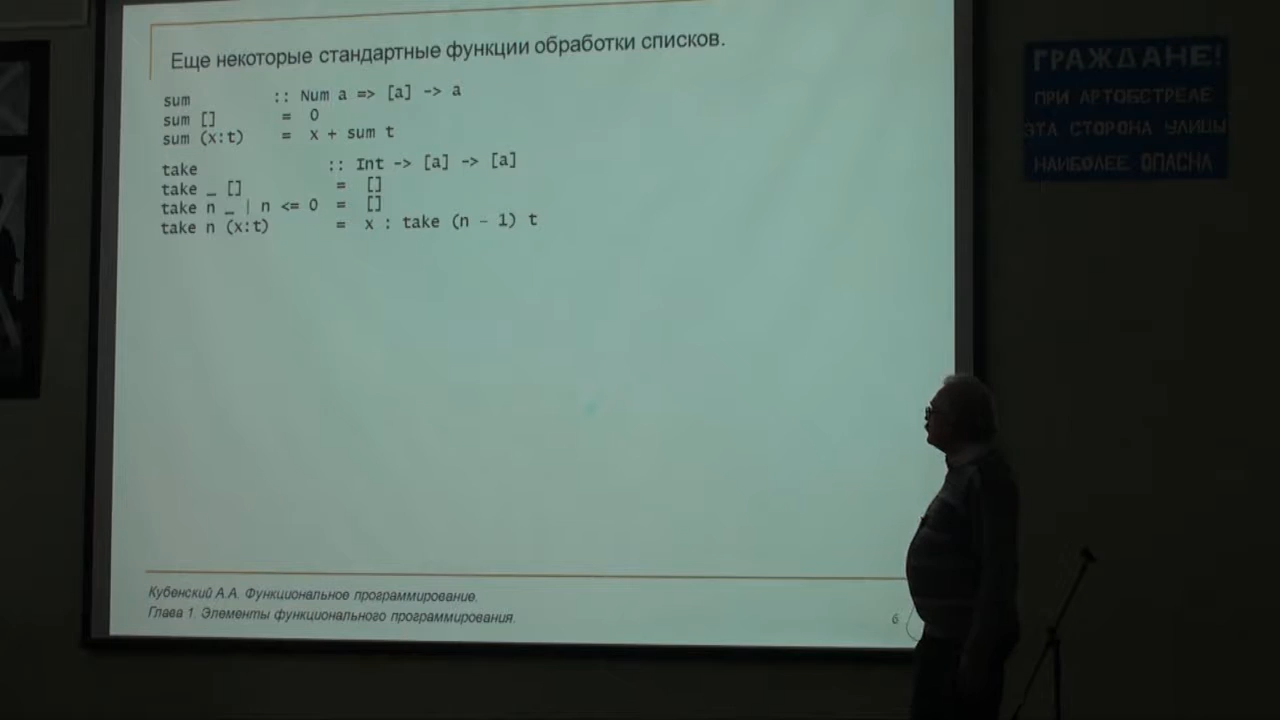 Еще некоторые стандартные функции обработки списков.
sum :: Num a => [a] -> a
sum [] = 0
sum (x:t) = x + sum t
take :: Int -> [a] -> [a]
take _ [] = []
take n _ | n <= 0 = []
take n (x:t) = x : take (n - 1) t
Кубенский А.А. Функциональное программирование.
Глава 1. Элементы функционального программирования.
6
ГРАЖДАНЕ!
ПРИ АРТОБСТРЕЛЕ
ЭТА СТОРОНА УЛИЦЫ
НАИБОЛЕЕ ОПАСНА